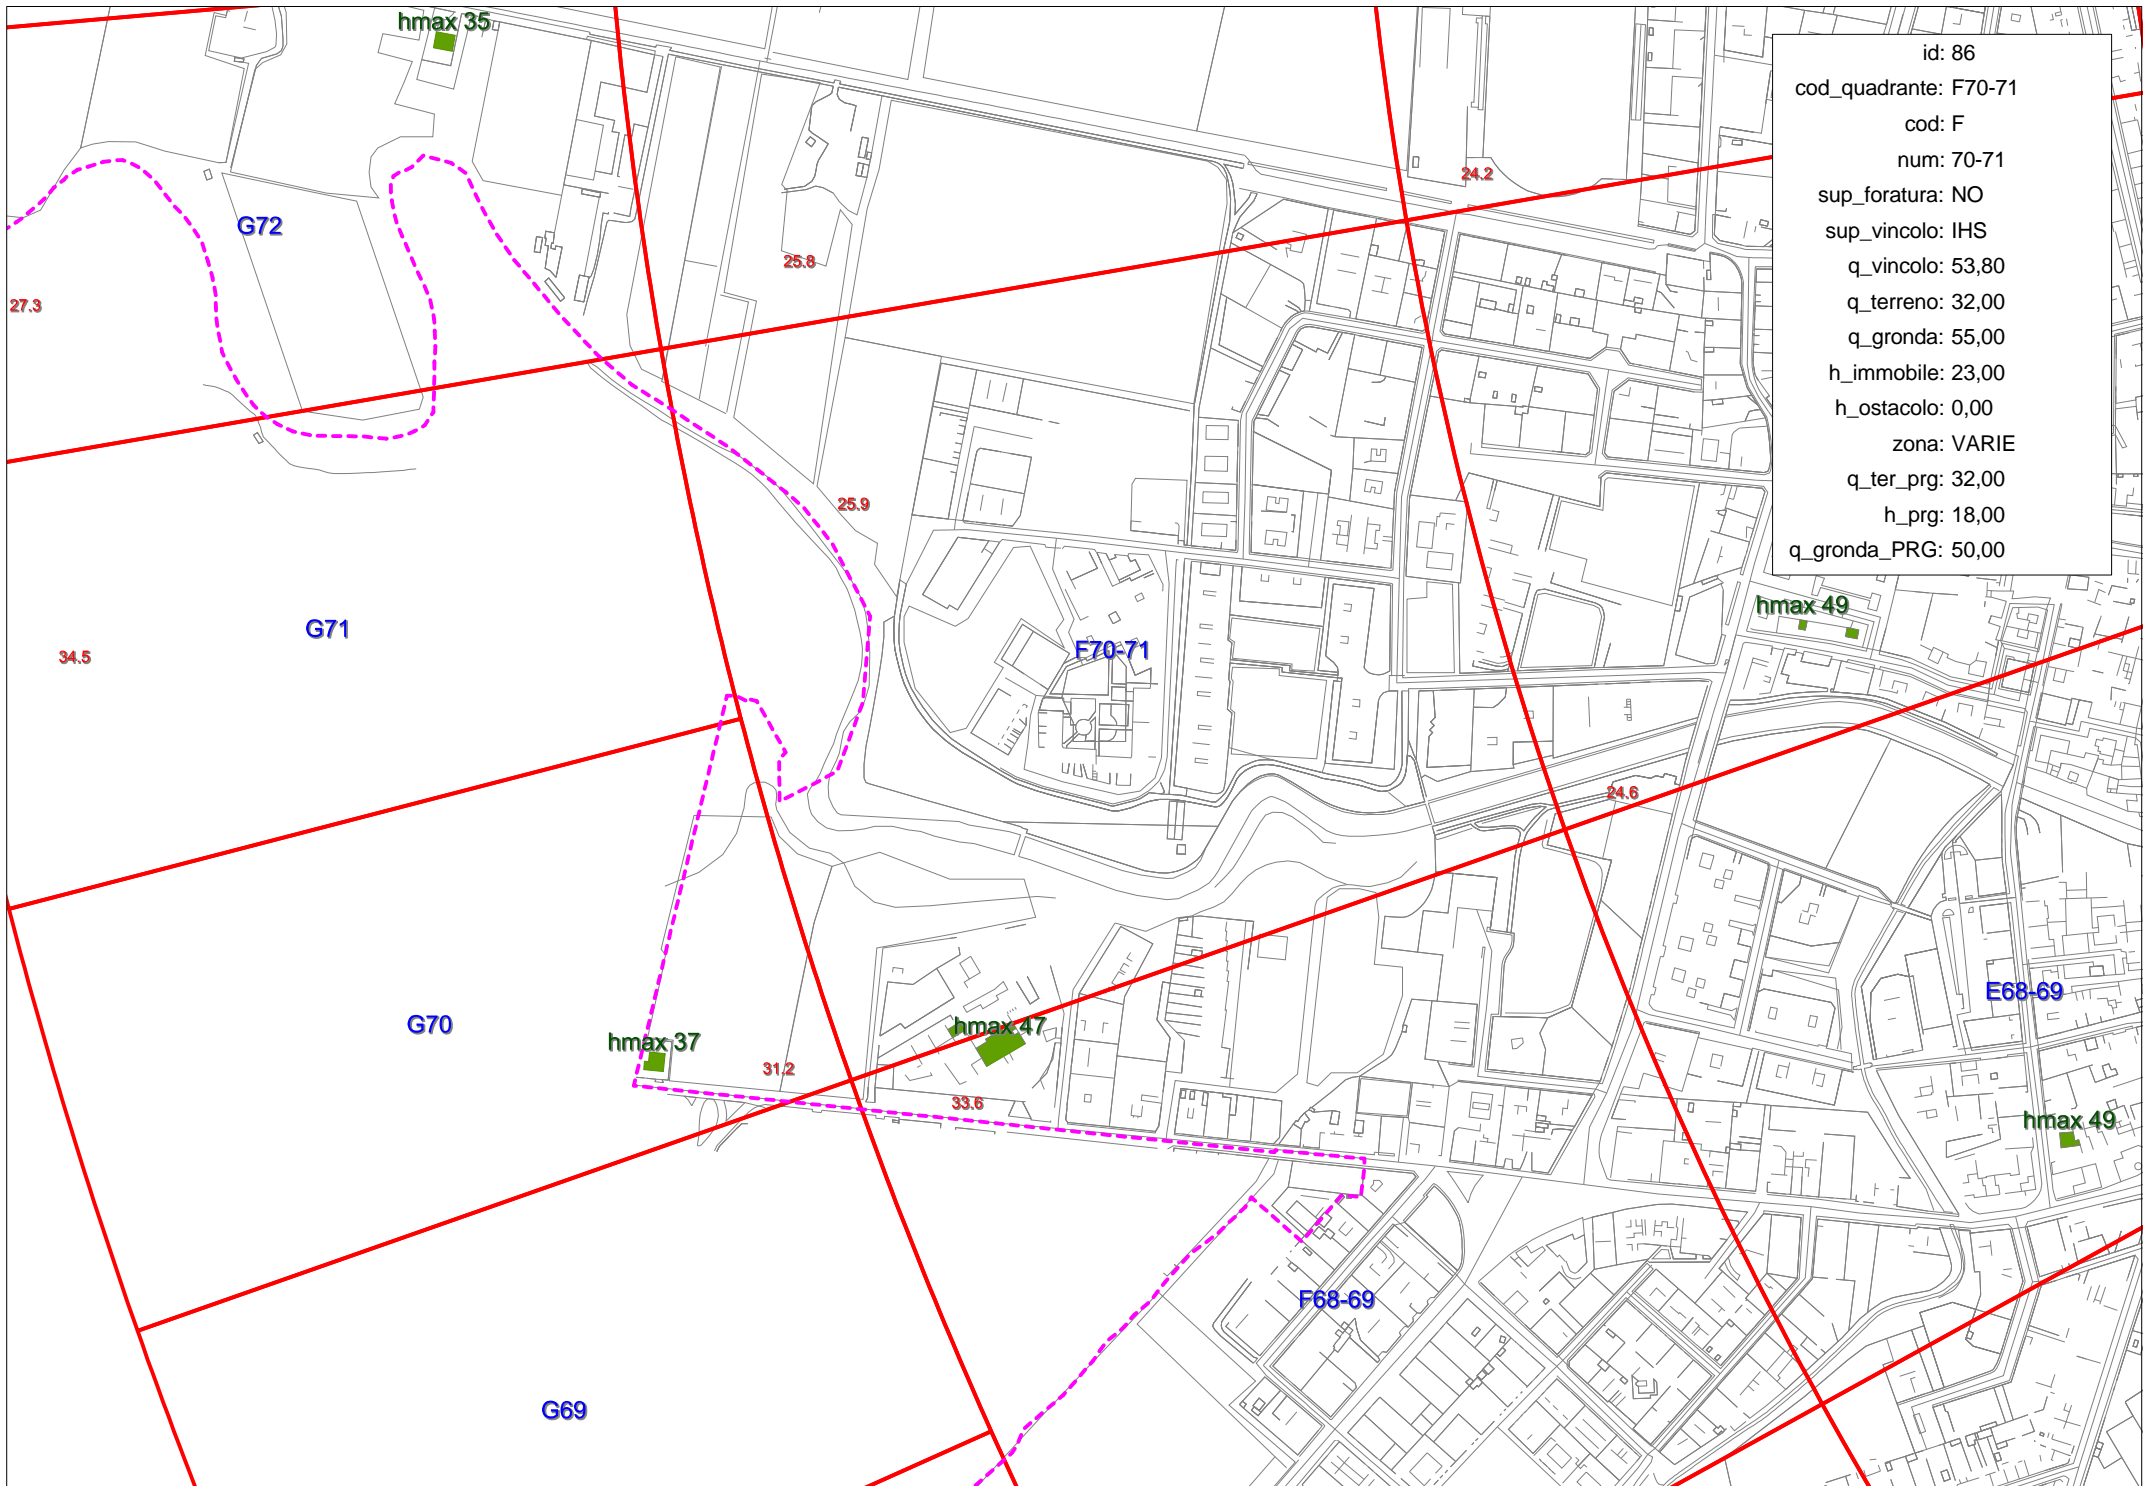 hmax 35
id: 86
cod_quadrante: F70-71
cod: F
num: 70-71
sup_foratura: NO
sup_vincolo: IHS
q_vincolo: 53,80
q_terreno: 32,00
q_gronda: 55,00
h_immobile: 23,00
h_ostacolo: 0,00
zona: VARIE
q_ter_prg: 32,00
h_prg: 18,00
q_gronda_PRG: 50,00
24.2
G72
25.8
27.3
25.9
hmax 49
G71
F70-71
34.5
24.6
E68-69
G70
hmax 47
hmax 37
31.2
33.6
hmax 49
F68-69
G69